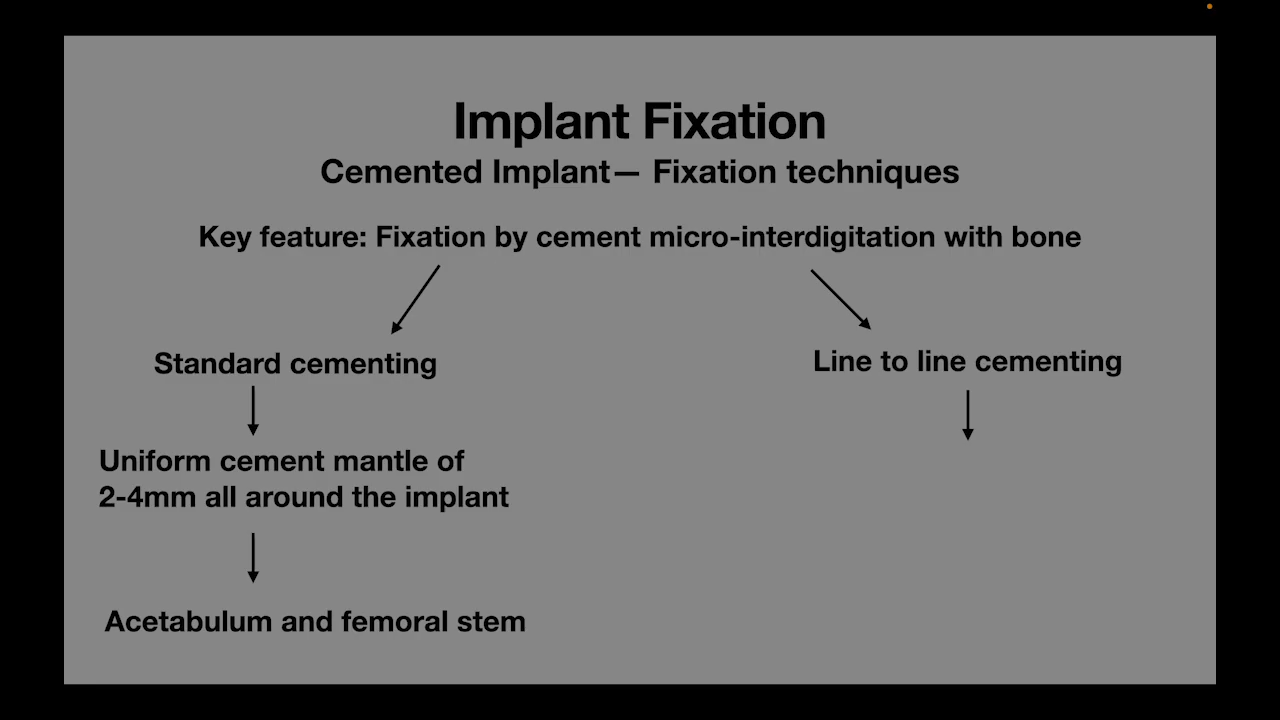 Implant Fixation
Cemented Implant— Fixation techniques
Key feature: Fixation by cement micro-interdigitation with bone
Standard cementing
Line to line cementing
Uniform cement mantle of
2-4mm all around the implant
Acetabulum and femoral stem